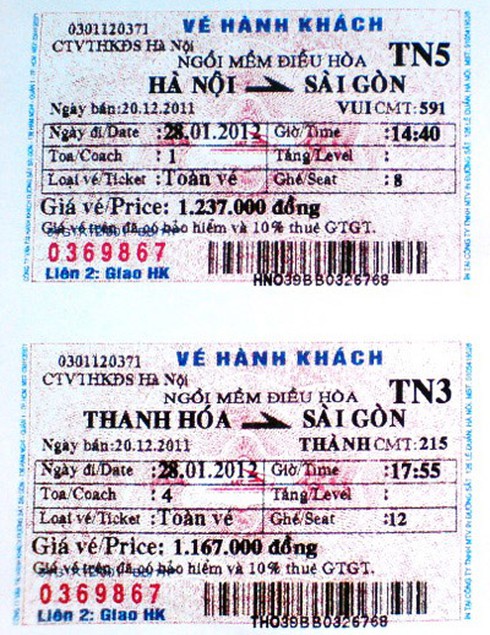 0301120371 VÉ HÀNH KHÁCH
CTVTHKĐS Hà Nội
NGỒI MỀM ĐIỀU HÒA TN5
HÀ NỘI SÀI GÒN
Ngày bán:20.12.2011 VUI CMT:591
Ngày đi/Date :28.01.2012 Giờ/Time :14:40
Toa/Coach :1 Tầng/Level :
Loại vé/Ticket :Toàn vé Ghế/Seat :8
Giá vé/Price: 1.237.000 đồng
Giá vé trên đã có bảo hiểm và 10% thuế GTGT.
0369867
Liên 2: Giao HK
HNO39BB0326768
0301120371 VÉ HÀNH KHÁCH
CTVTHKĐS Hà Nội
NGỒI MỀM ĐIỀU HÒA TN3
THANH HÓA SÀI GÒN
Ngày bán:20.12.2011 THÀNH CMT:215
Ngày đi/Date :28.01.2012 Giờ/Time :17:55
Toa/Coach :4 Tầng/Level :
Loại vé/Ticket :Toàn vé Ghế/Seat :12
Giá vé/Price: 1.167.000 đồng
Giá vé trên đã có bảo hiểm và 10% thuế GTGT.
0369867
Liên 2: Giao HK
THO39BB0326768